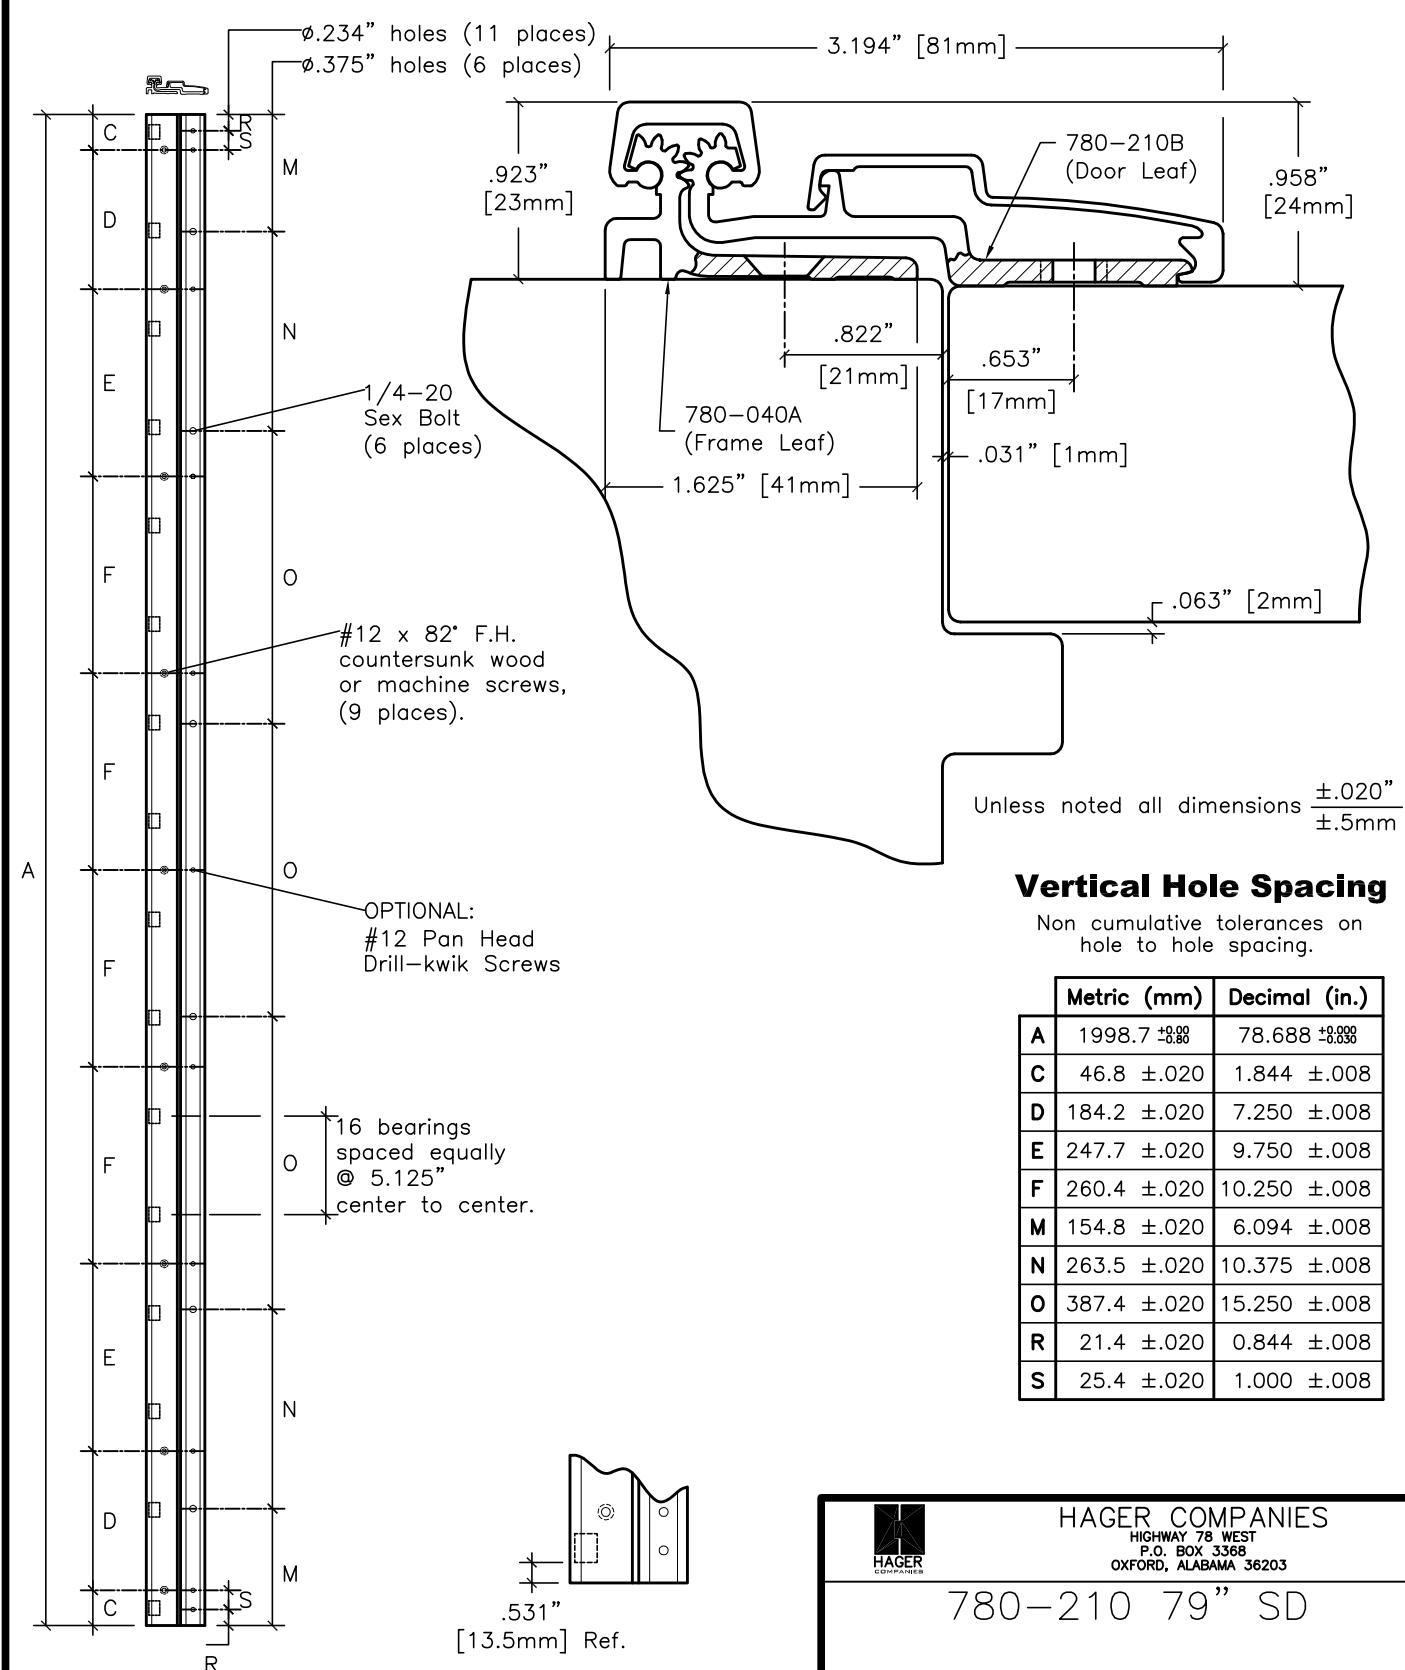 ø.234” holes (11 places)
ø.375” holes (6 places)
3.194” [81mm]
R
C
S
M
780-210B
(Door Leaf)
.923”
[23mm]
.958”
[24mm]
D
N
.822”
[21mm]
.653”
[17mm]
E
1/4-20
Sex Bolt
(6 places)
780-040A
(Frame Leaf)
.031” [1mm]
1.625” [41mm]
F
O
.063” [2mm]
#12 x 82° F.H.
countersunk wood
or machine screws,
(9 places).
F
Unless noted all dimensions ±.020”
±.5mm
A
O
OPTIONAL:
#12 Pan Head
Drill-kwik Screws
F
Vertical Hole Spacing
Non cumulative tolerances on
hole to hole spacing.
Metric (mm) Decimal (in.)
A 1998.7 +0.00 -0.80 78.688 +0.000 -0.030
C 46.8 ±.020 1.844 ±.008
D 184.2 ±.020 7.250 ±.008
E 247.7 ±.020 9.750 ±.008
F 260.4 ±.020 10.250 ±.008
M 154.8 ±.020 6.094 ±.008
N 263.5 ±.020 10.375 ±.008
O 387.4 ±.020 15.250 ±.008
R 21.4 ±.020 0.844 ±.008
S 25.4 ±.020 1.000 ±.008
16 bearings
spaced equally
@ 5.125”
center to center.
F
O
E
N
D
M
C
S
R
.531”
[13.5mm] Ref.
HAGER
COMPANIES
HAGER COMPANIES
HIGHWAY 78 WEST
P.O. BOX 3368
OXFORD, ALABAMA 36203
780-210 79” SD